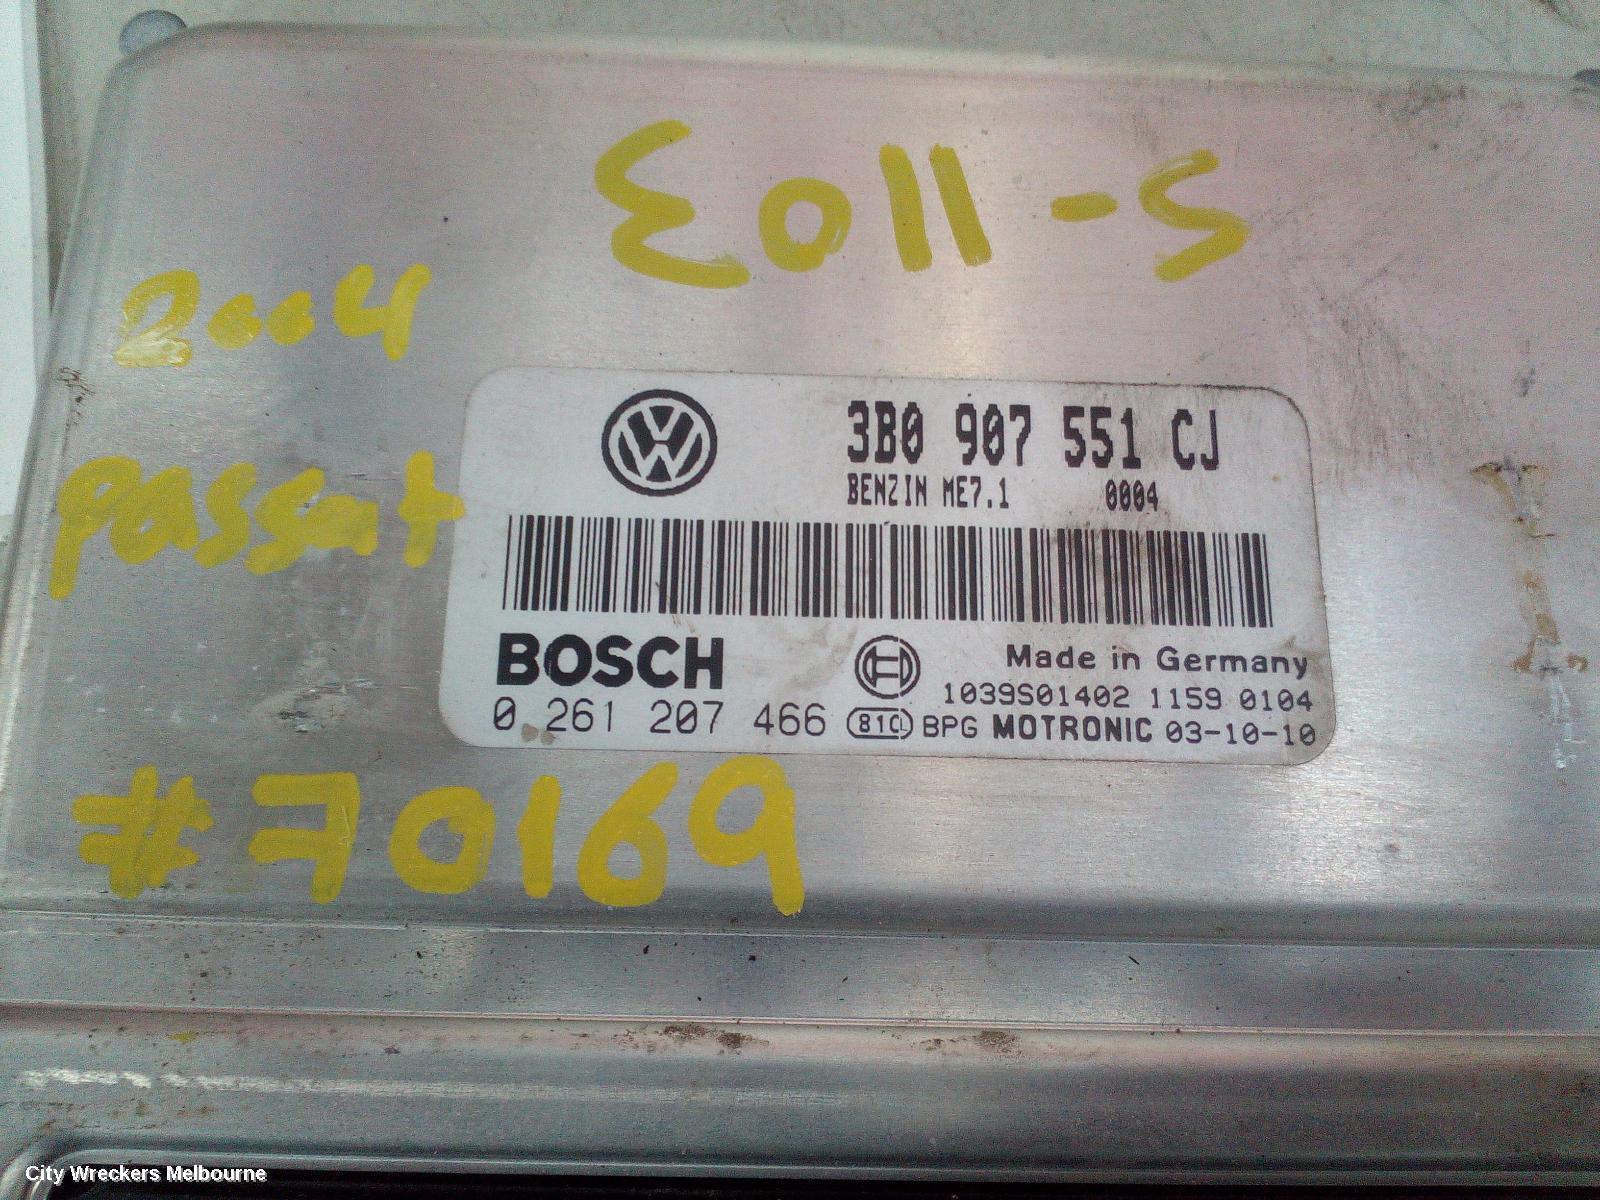 E011-S
2004
passat
3B0 907 551 CJ
BENZIN ME7.1 0004
BOSCH
Made in Germany
1039S01402 1159 0104
0 261 207 466 81CL BPG MOTRONIC 03-10-10
#70169
City Wreckers Melbourne